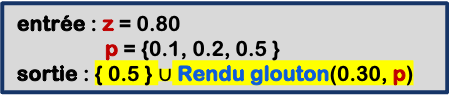 entrée : z = 0.80
p = {0.1, 0.2, 0.5 }
sortie : { 0.5 } ∪ Rendu glouton(0.30, p)